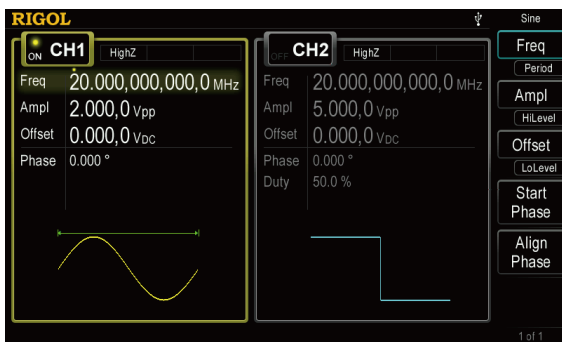 RIGOL
Sine
ON CH1 HighZ
Freq 20.000,000,000,0 MHz
Ampl 2.000,0 Vpp
Offset 0.000,0 VDC
Phase 0.000 °
OFF CH2 HighZ
Freq 20.000,000,000,0 MHz
Ampl 5.000,0 Vpp
Offset 0.000,0 VDC
Phase 0.000 °
Duty 50.0 %
Freq
Period
Ampl
HiLevel
Offset
LoLevel
Start
Phase
Align
Phase
1 of 1